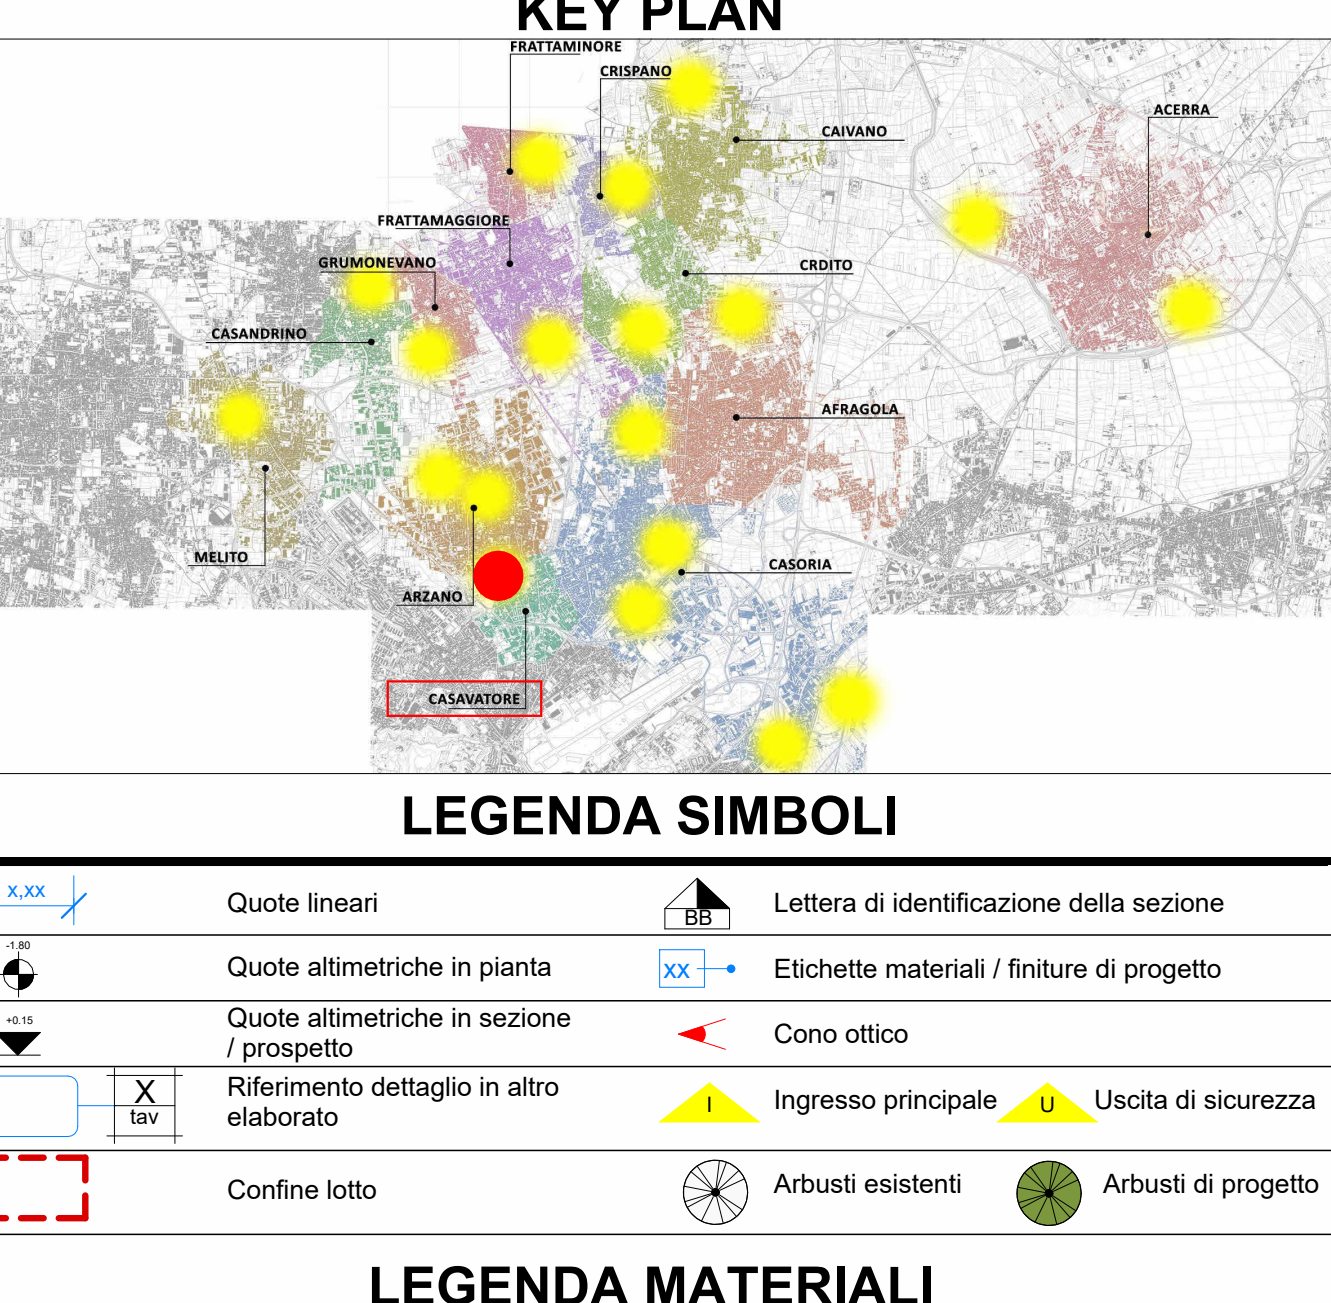 KEY PLAN
FRATTAMINORE
CRISPANO
CAIVANO
ACERRA
FRATTAMAGGIORE
GRUMONEVANO
CRDITO
CASANDRINO
AFRAGOLA
MELITO
CASORIA
ARZANO
CASAVATORE
LEGENDA SIMBOLI
x,xx
Quote lineari
BB
Lettera di identificazione della sezione
-1.80
Quote altimetriche in pianta
xx
Etichette materiali / finiture di progetto
+0.15
Quote altimetriche in sezione
/ prospetto
Cono ottico
X
tav
Riferimento dettaglio in altro
elaborato
I
Ingresso principale
U
Uscita di sicurezza
Confine lotto
Arbusti esistenti
Arbusti di progetto
LEGENDA MATERIALI